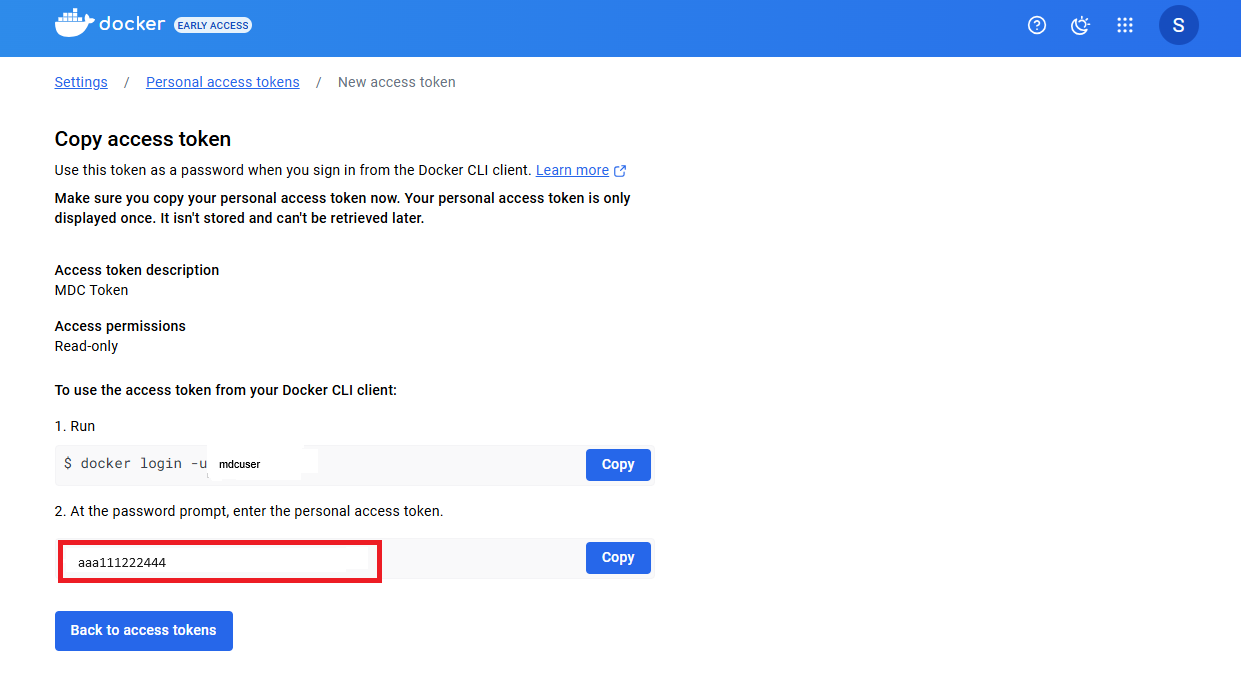 docker EARLY ACCESS
S
Settings / Personal access tokens / New access token
Copy access token
Use this token as a password when you sign in from the Docker CLI client. Learn more
Make sure you copy your personal access token now. Your personal access token is only
displayed once. It isn't stored and can't be retrieved later.
Access token description
MDC Token
Access permissions
Read-only
To use the access token from your Docker CLI client:
1. Run
$ docker login -u mdcuser
Copy
2. At the password prompt, enter the personal access token.
aaa111222444
Copy
Back to access tokens